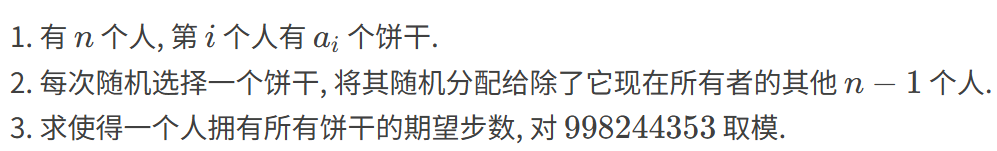 1. 有 n 个人, 第 i 个人有 aᵢ 个饼干.
2. 每次随机选择一个饼干, 将其随机分配给除了它现在所有者的其他 n − 1 个人.
3. 求使得一个人拥有所有饼干的期望步数, 对 998244353 取模.